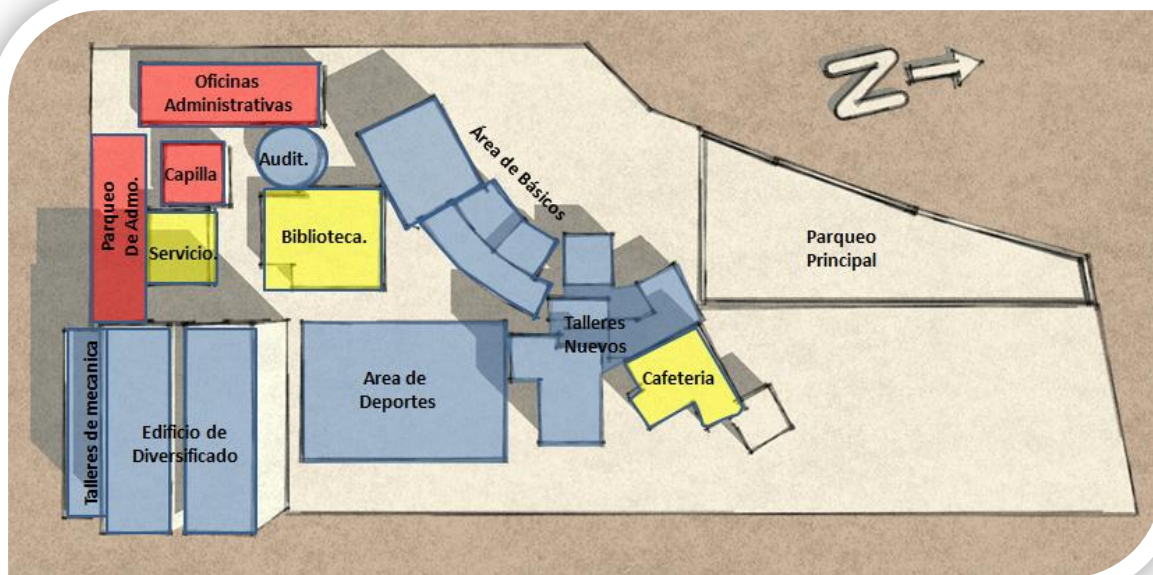 Oficinas
Administrativas
N
Audit.
Capilla
Área de Básicos
Parqueo
De Admo.
Servicio.
Biblioteca.
Parqueo
Principal
Talleres
Nuevos
Cafeteria
Area de
Deportes
Talleres de mecanica
Edificio de
Diversificado